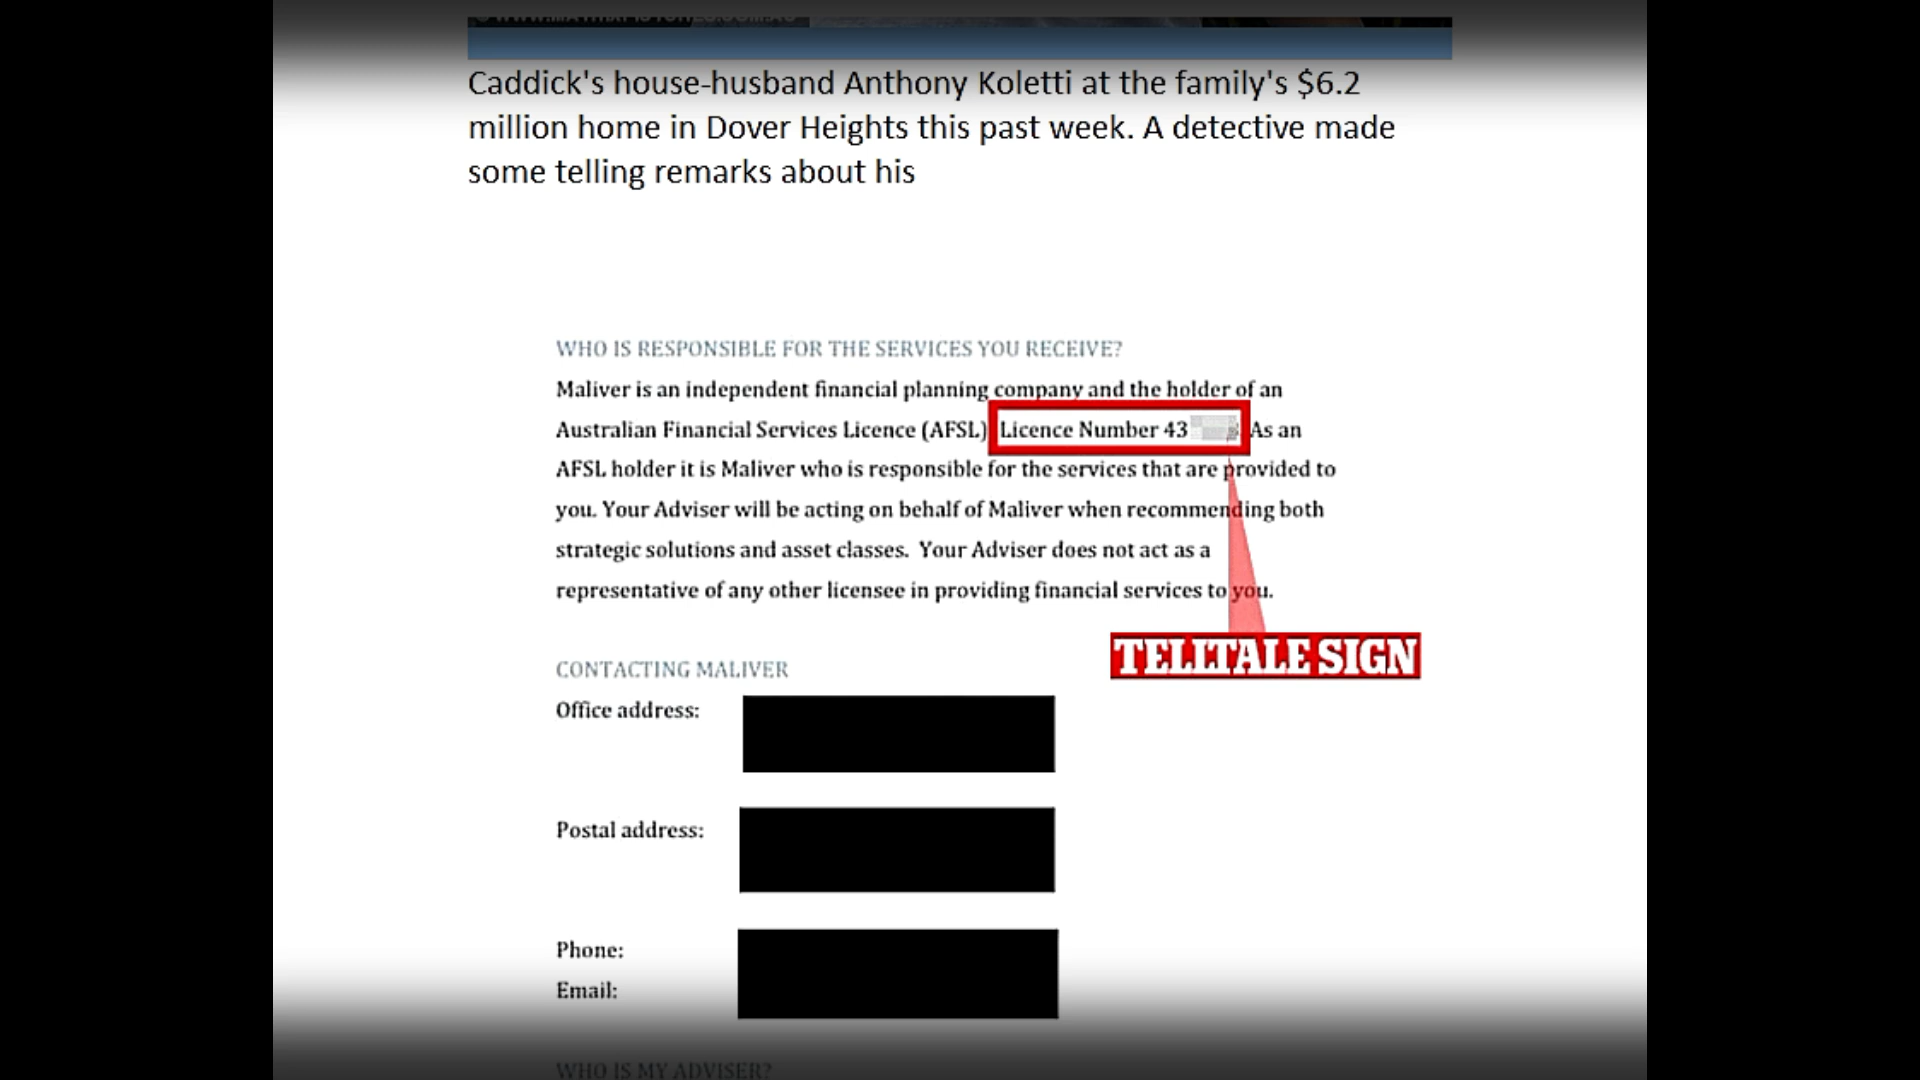 Caddick's house-husband Anthony Koletti at the family's $6.2
million home in Dover Heights this past week. A detective made
some telling remarks about his
WHO IS RESPONSIBLE FOR THE SERVICES YOU RECEIVE?
Maliver is an independent financial planning company and the holder of an
Australian Financial Services Licence (AFSL) Licence Number 43 As an
AFSL holder it is Maliver who is responsible for the services that are provided to
you. Your Adviser will be acting on behalf of Maliver when recommending both
strategic solutions and asset classes. Your Adviser does not act as a
representative of any other licensee in providing financial services to you.
TELLTALE SIGN
CONTACTING MALIVER
Office address:
Postal address:
Phone:
Email:
WHO IS MY ADVISER?